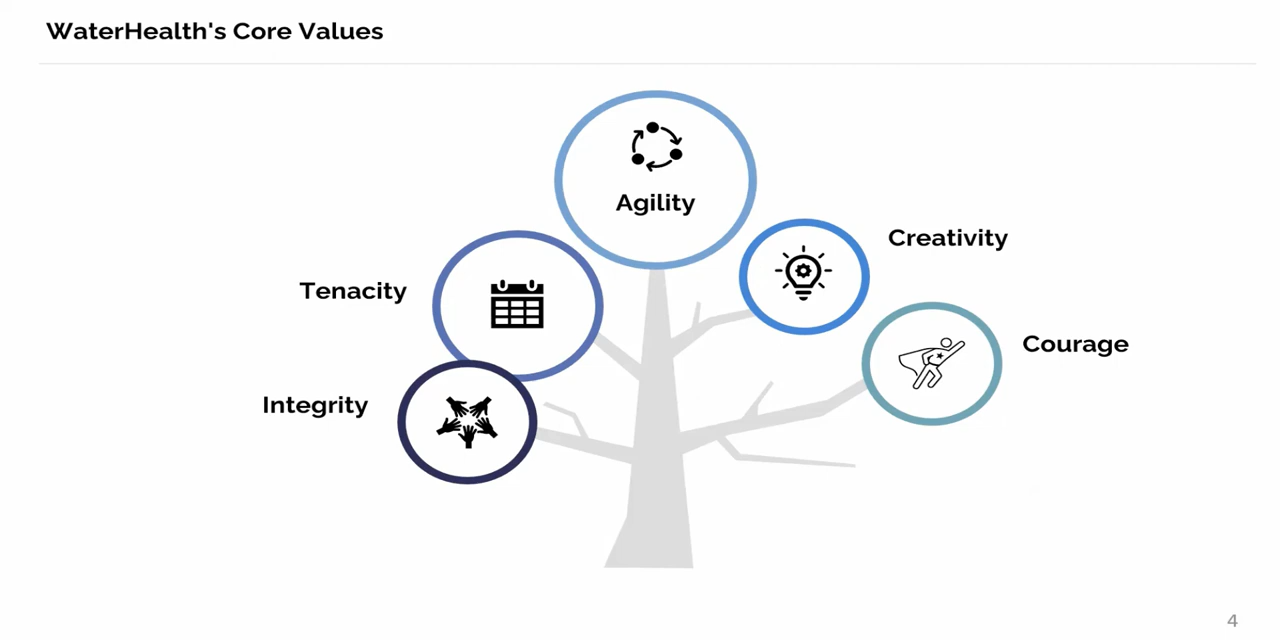 WaterHealth's Core Values
Agility
Creativity
Tenacity
Courage
Integrity
4